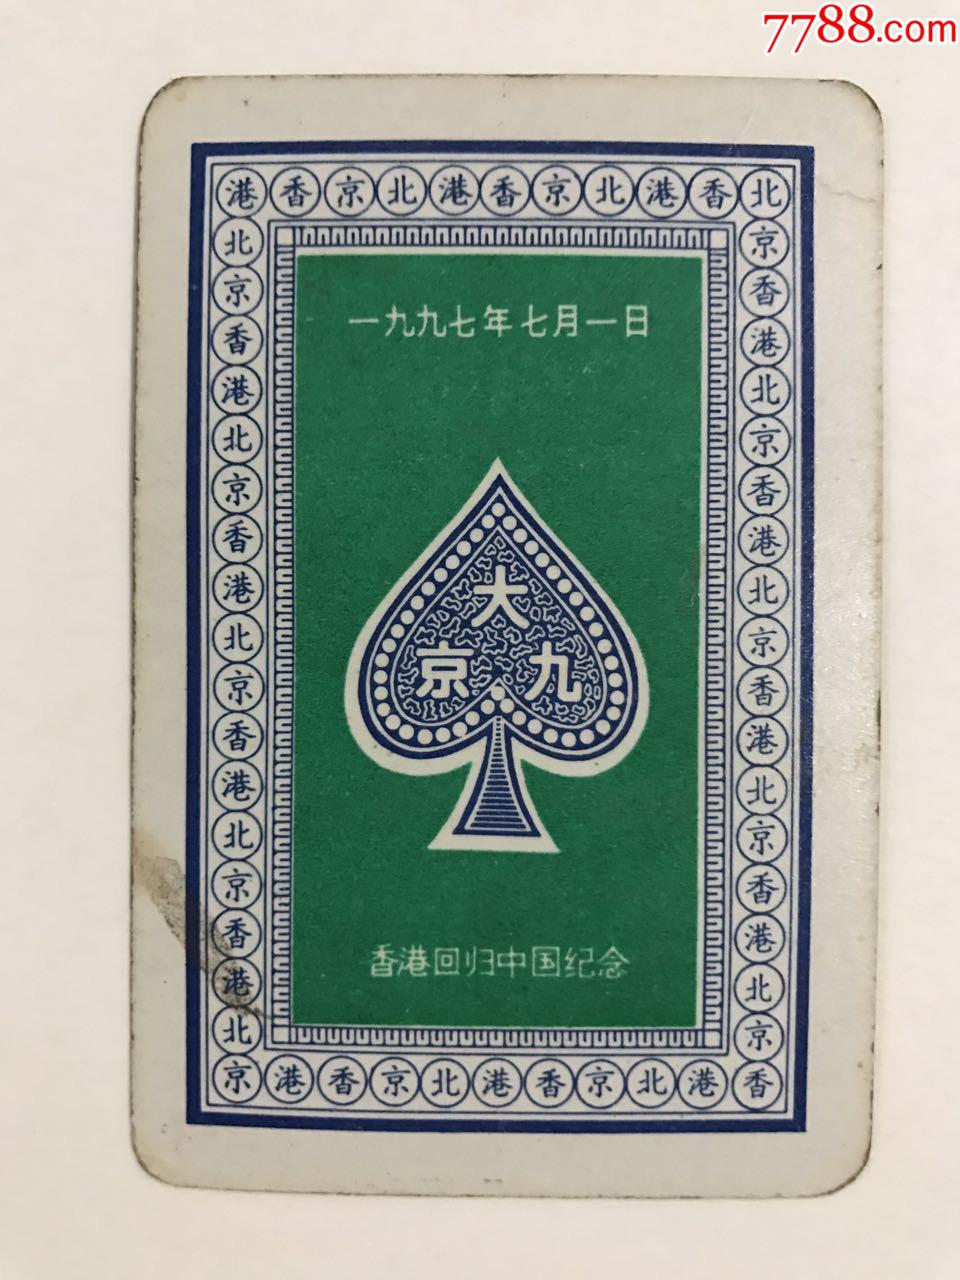 7788.com
港香京北港香京北港香北
一九九七年七月一日
大
京九
香港回归中国纪念
北京香港北京香港北京香港北京香港北
京香港北京香港北京香港北京香港北京
京港香京北港香京北港香